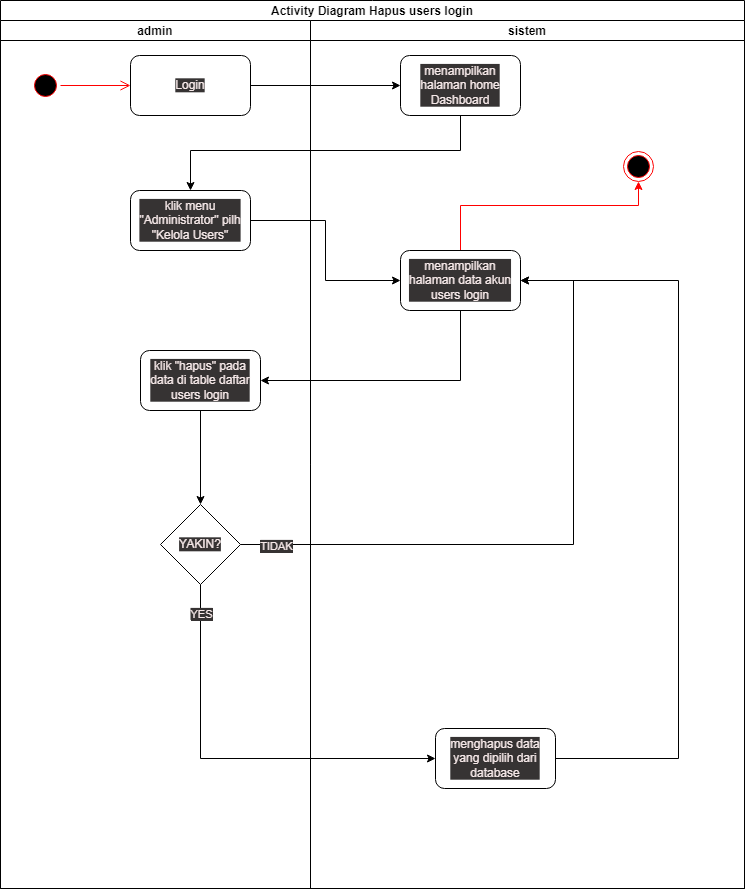 Activity Diagram Hapus users login
admin
sistem
Login
menampilkan
halaman home
Dashboard
klik menu
"Administrator" pilh
"Kelola Users"
menampilkan
halaman data akun
users login
klik "hapus" pada
data di table daftar
users login
YAKIN?
TIDAK
YES
menghapus data
yang dipilih dari
database